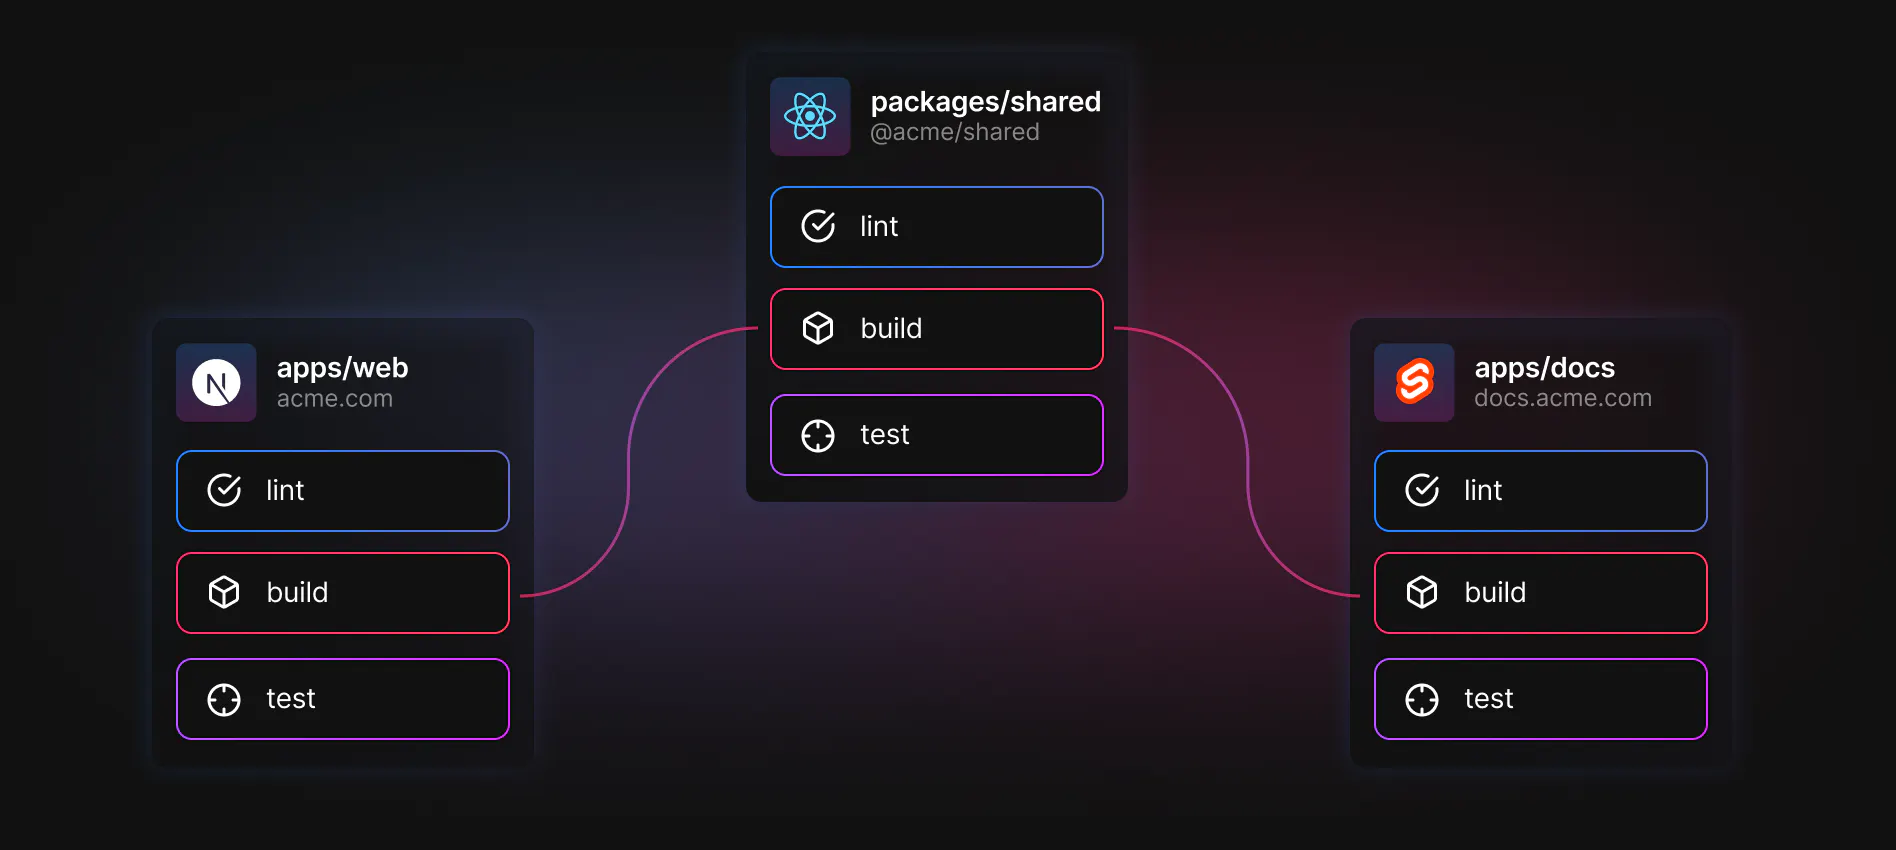 packages/shared
@acme/shared
lint
build
test
apps/web
acme.com
lint
build
test
apps/docs
docs.acme.com
lint
build
test